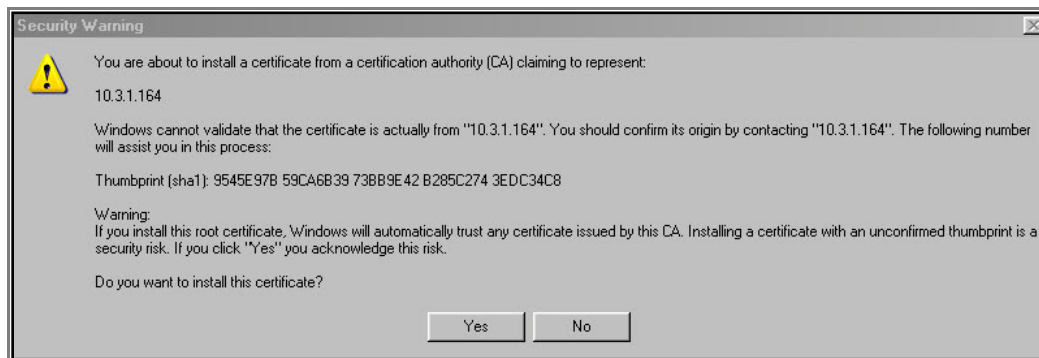 Security Warning
You are about to install a certificate from a certification authority (CA) claiming to represent:
10.3.1.164
Windows cannot validate that the certificate is actually from "10.3.1.164". You should confirm its origin by contacting "10.3.1.164". The following number
will assist you in this process:
Thumbprint (sha1): 9545E97B 59CA6B39 73BB9E42 B285C274 3EDC34C8
Warning:
If you install this root certificate, Windows will automatically trust any certificate issued by this CA. Installing a certificate with an unconfirmed thumbprint is a
security risk. If you click "Yes" you acknowledge this risk.
Do you want to install this certificate?
Yes No